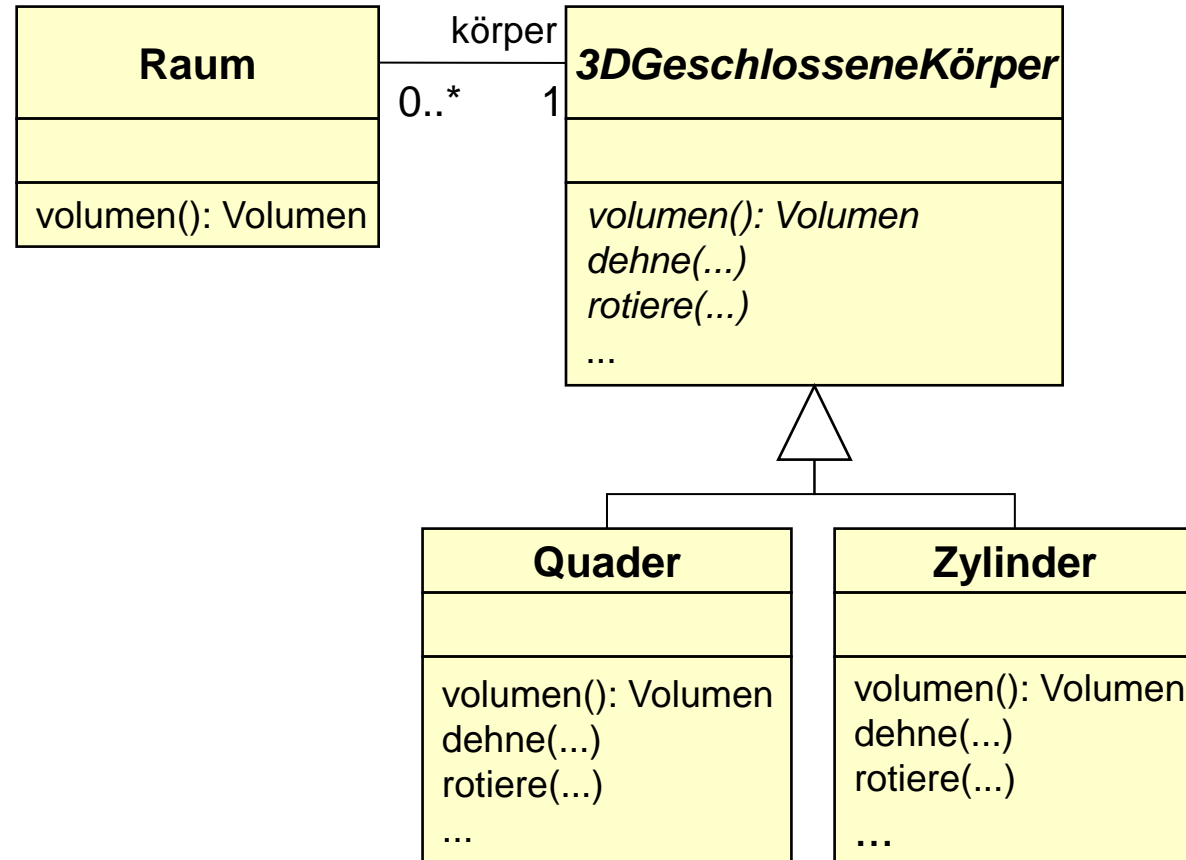 Raum
volumen(): Volumen
körper
0..* 1
3DGeschlosseneKörper
volumen(): Volumen
dehne(...)
rotiere(...)
...
Quader
volumen(): Volumen
dehne(...)
rotiere(...)
...
Zylinder
volumen(): Volumen
dehne(...)
rotiere(...)
...